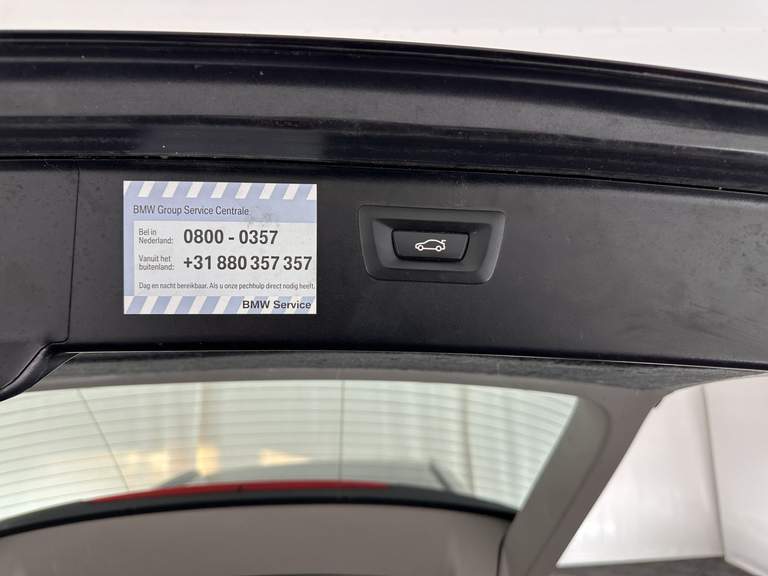 BMW Group Service Centrale
Bel in
Nederland: 0800 - 0357
Vanuit het
buitenland: +31 880 357 357
Dag en nacht bereikbaar. Als u onze pechhulp direct nodig heeft.
BMW Service